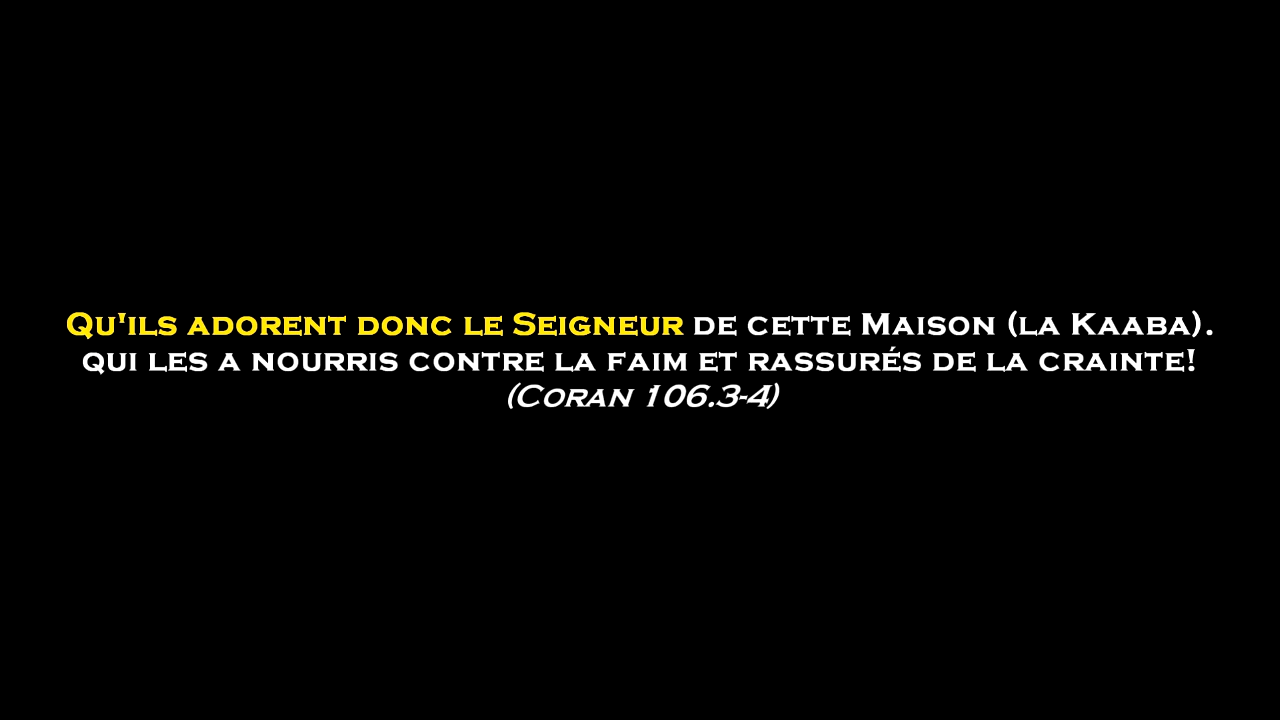 Qu'ils adorent donc le Seigneur de cette Maison (la Kaaba).
qui les a nourris contre la faim et rassurés de la crainte!
(Coran 106.3-4)